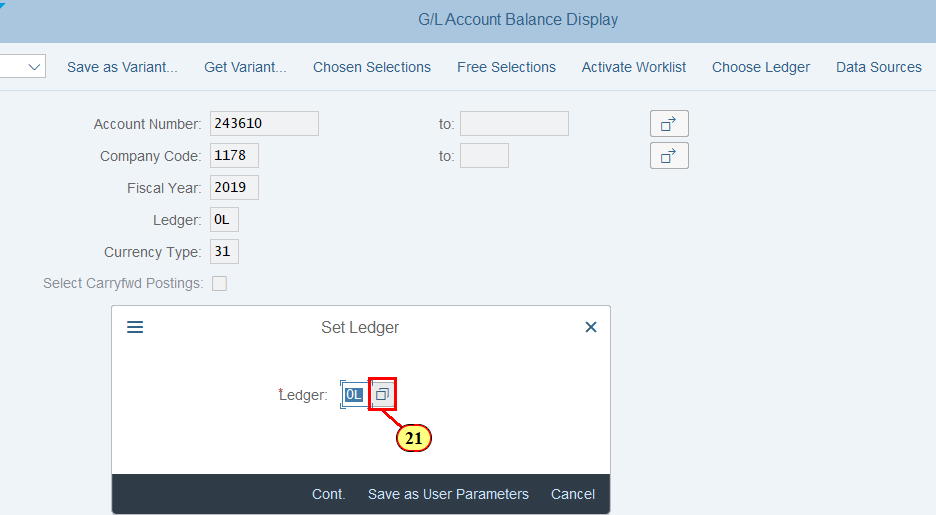 G/L Account Balance Display
Save as Variant... Get Variant... Chosen Selections Free Selections Activate Worklist Choose Ledger Data Sources
Account Number: 243610 to:
Company Code: 1178 to:
Fiscal Year: 2019
Ledger: 0L
Currency Type: 31
Select Carryfwd Postings:
Set Ledger
*Ledger: 0L
21
Cont. Save as User Parameters Cancel